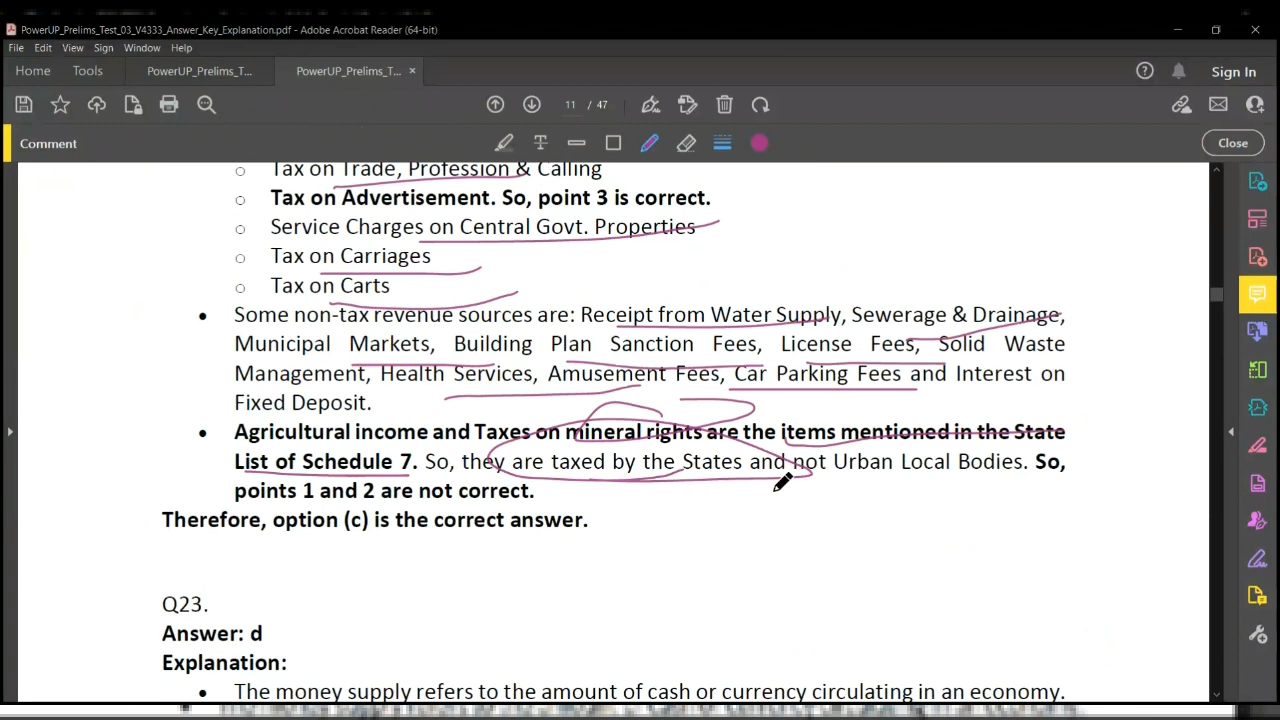 PowerUP_Prelims_Test_03_V4333_Answer_Key_Explanation.pdf - Adobe Acrobat Reader (64-bit)
File Edit View Sign Window Help
Home Tools PowerUP_Prelims_T... PowerUP_Prelims_T... × Sign In
11 / 47
Comment Close
Tax on Trade, Profession & Calling
Tax on Advertisement. So, point 3 is correct.
Service Charges on Central Govt. Properties
Tax on Carriages
Tax on Carts
Some non-tax revenue sources are: Receipt from Water Supply, Sewerage & Drainage,
Municipal Markets, Building Plan Sanction Fees, License Fees, Solid Waste
Management, Health Services, Amusement Fees, Car Parking Fees and Interest on
Fixed Deposit.
Agricultural income and Taxes on mineral rights are the items mentioned in the State
List of Schedule 7. So, they are taxed by the States and not Urban Local Bodies. So,
points 1 and 2 are not correct.
Therefore, option (c) is the correct answer.
Q23.
Answer: d
Explanation:
The money supply refers to the amount of cash or currency circulating in an economy.